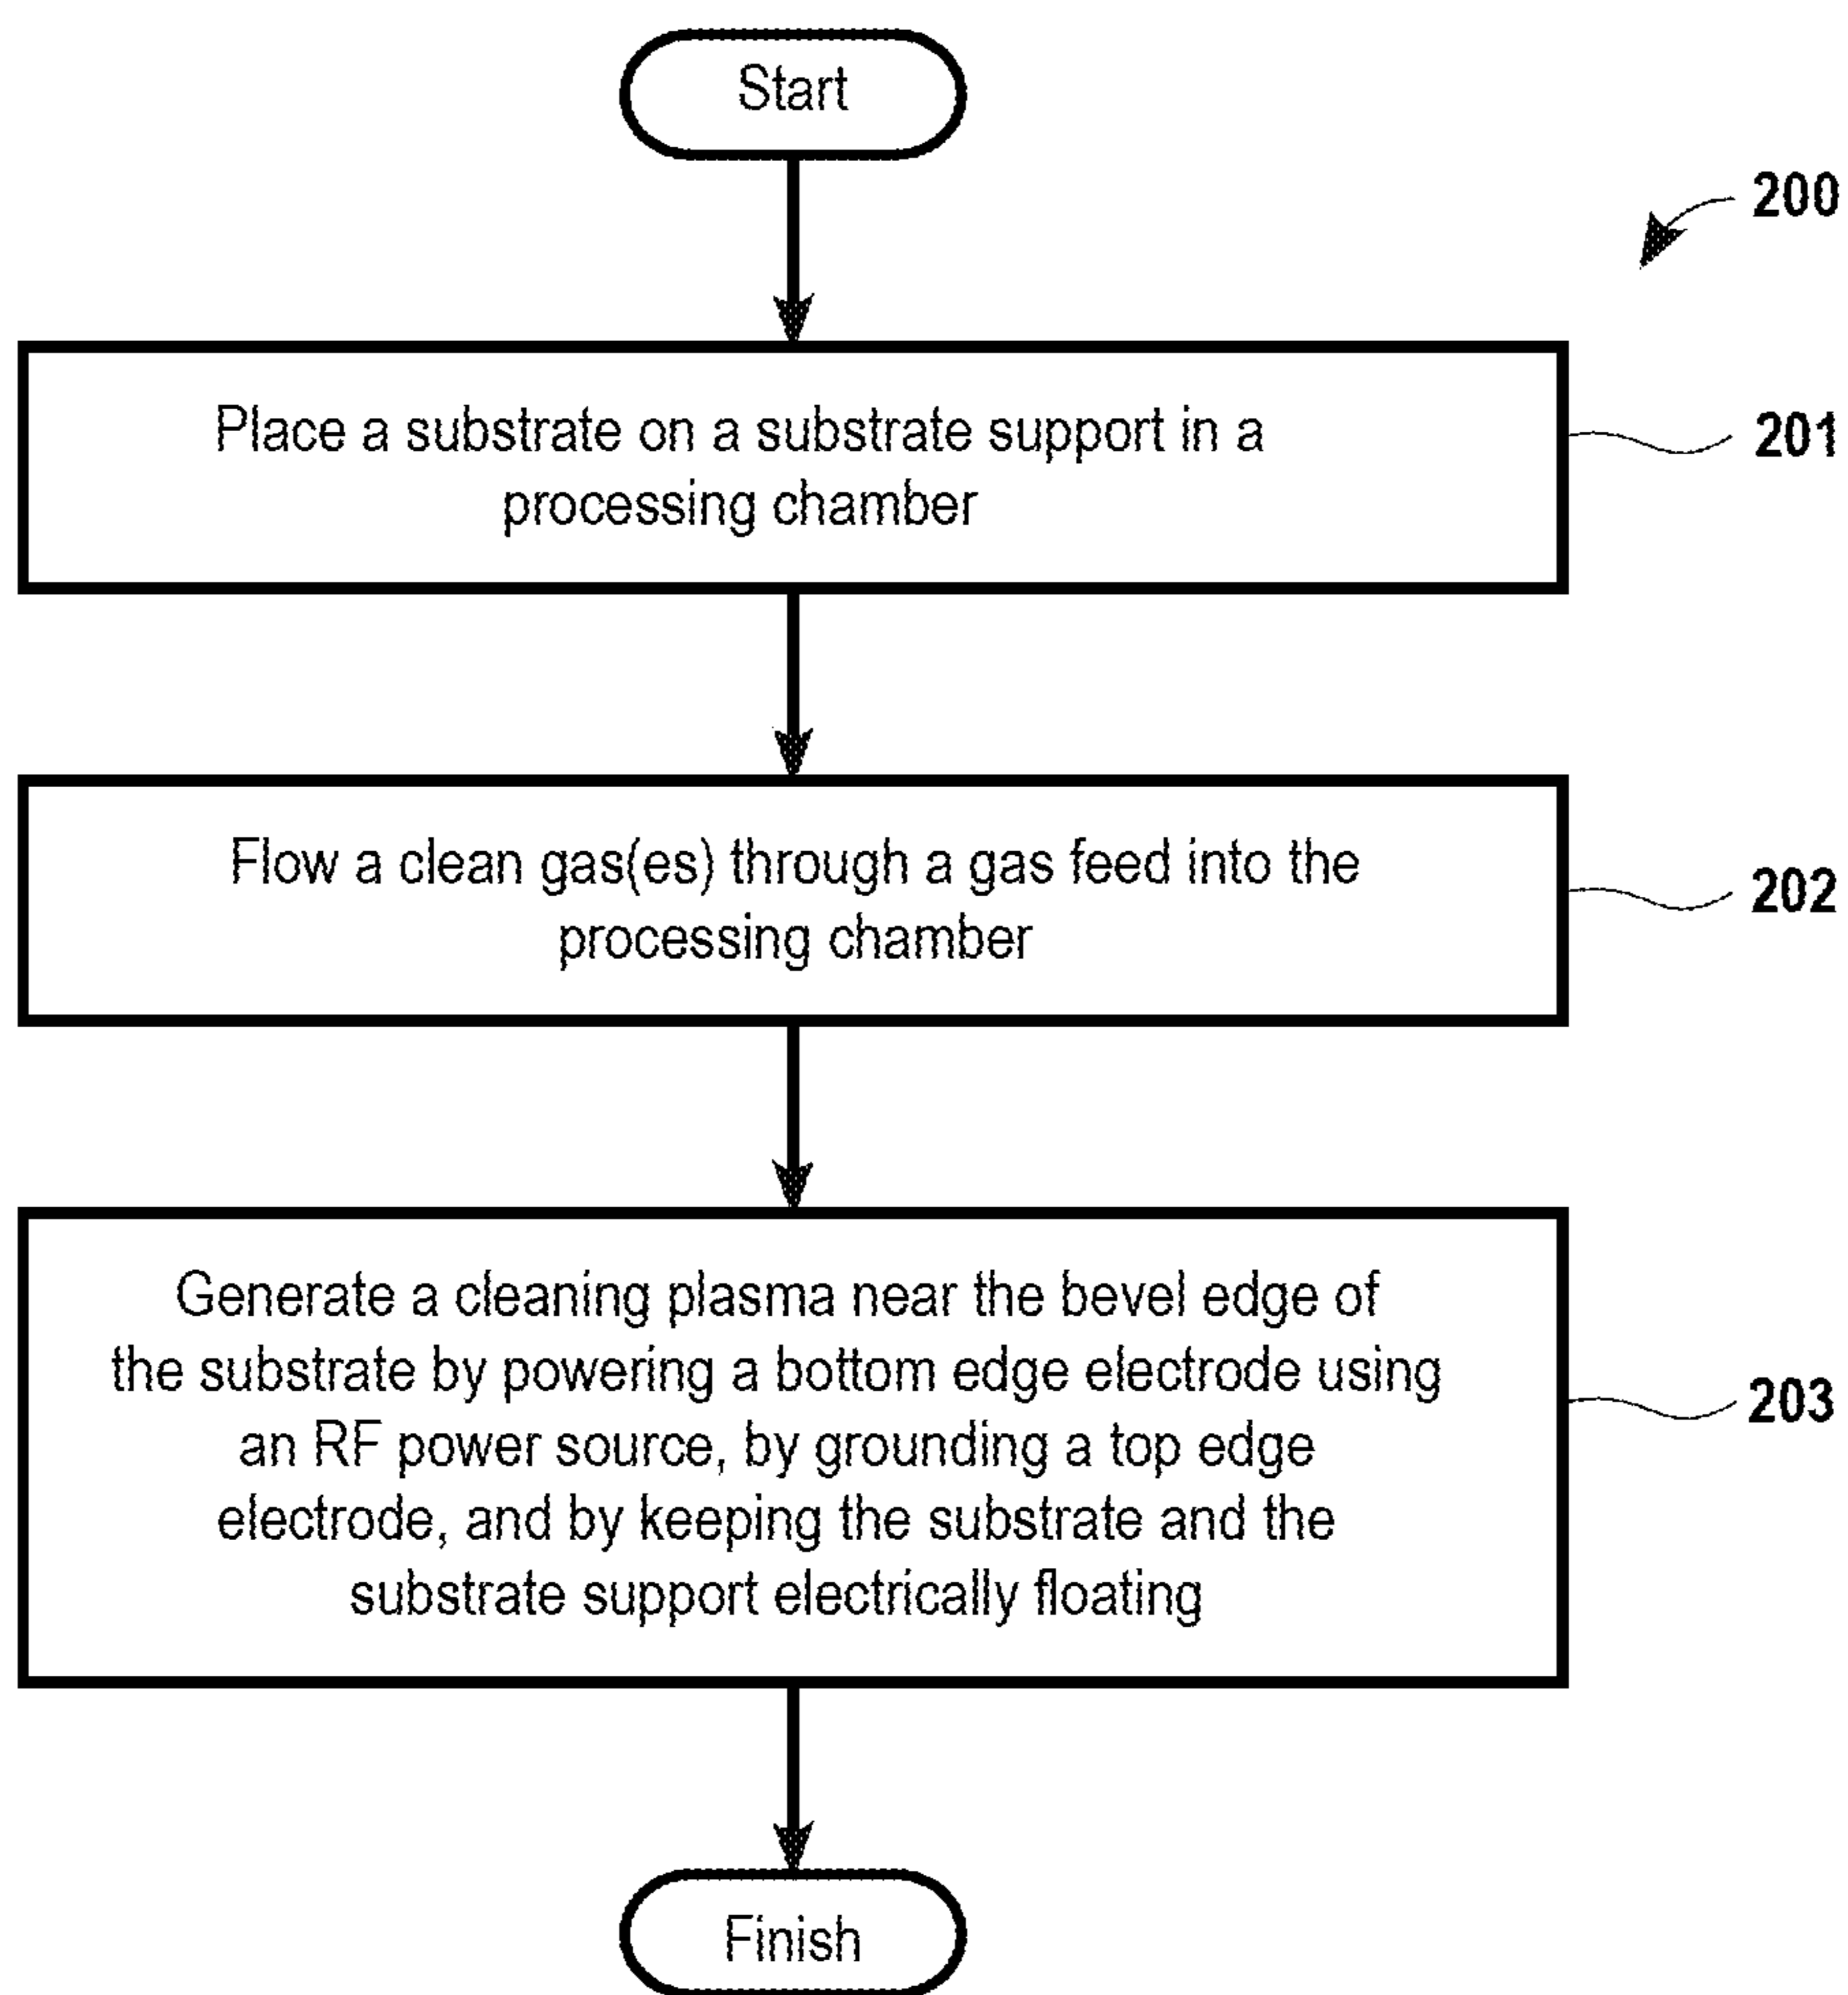 Start
200
Place a substrate on a substrate support in a
processing chamber
201
Flow a clean gas(es) through a gas feed into the
processing chamber
202
Generate a cleaning plasma near the bevel edge of
the substrate by powering a bottom edge electrode using
an RF power source, by grounding a top edge
electrode, and by keeping the substrate and the
substrate support electrically floating
203
Finish